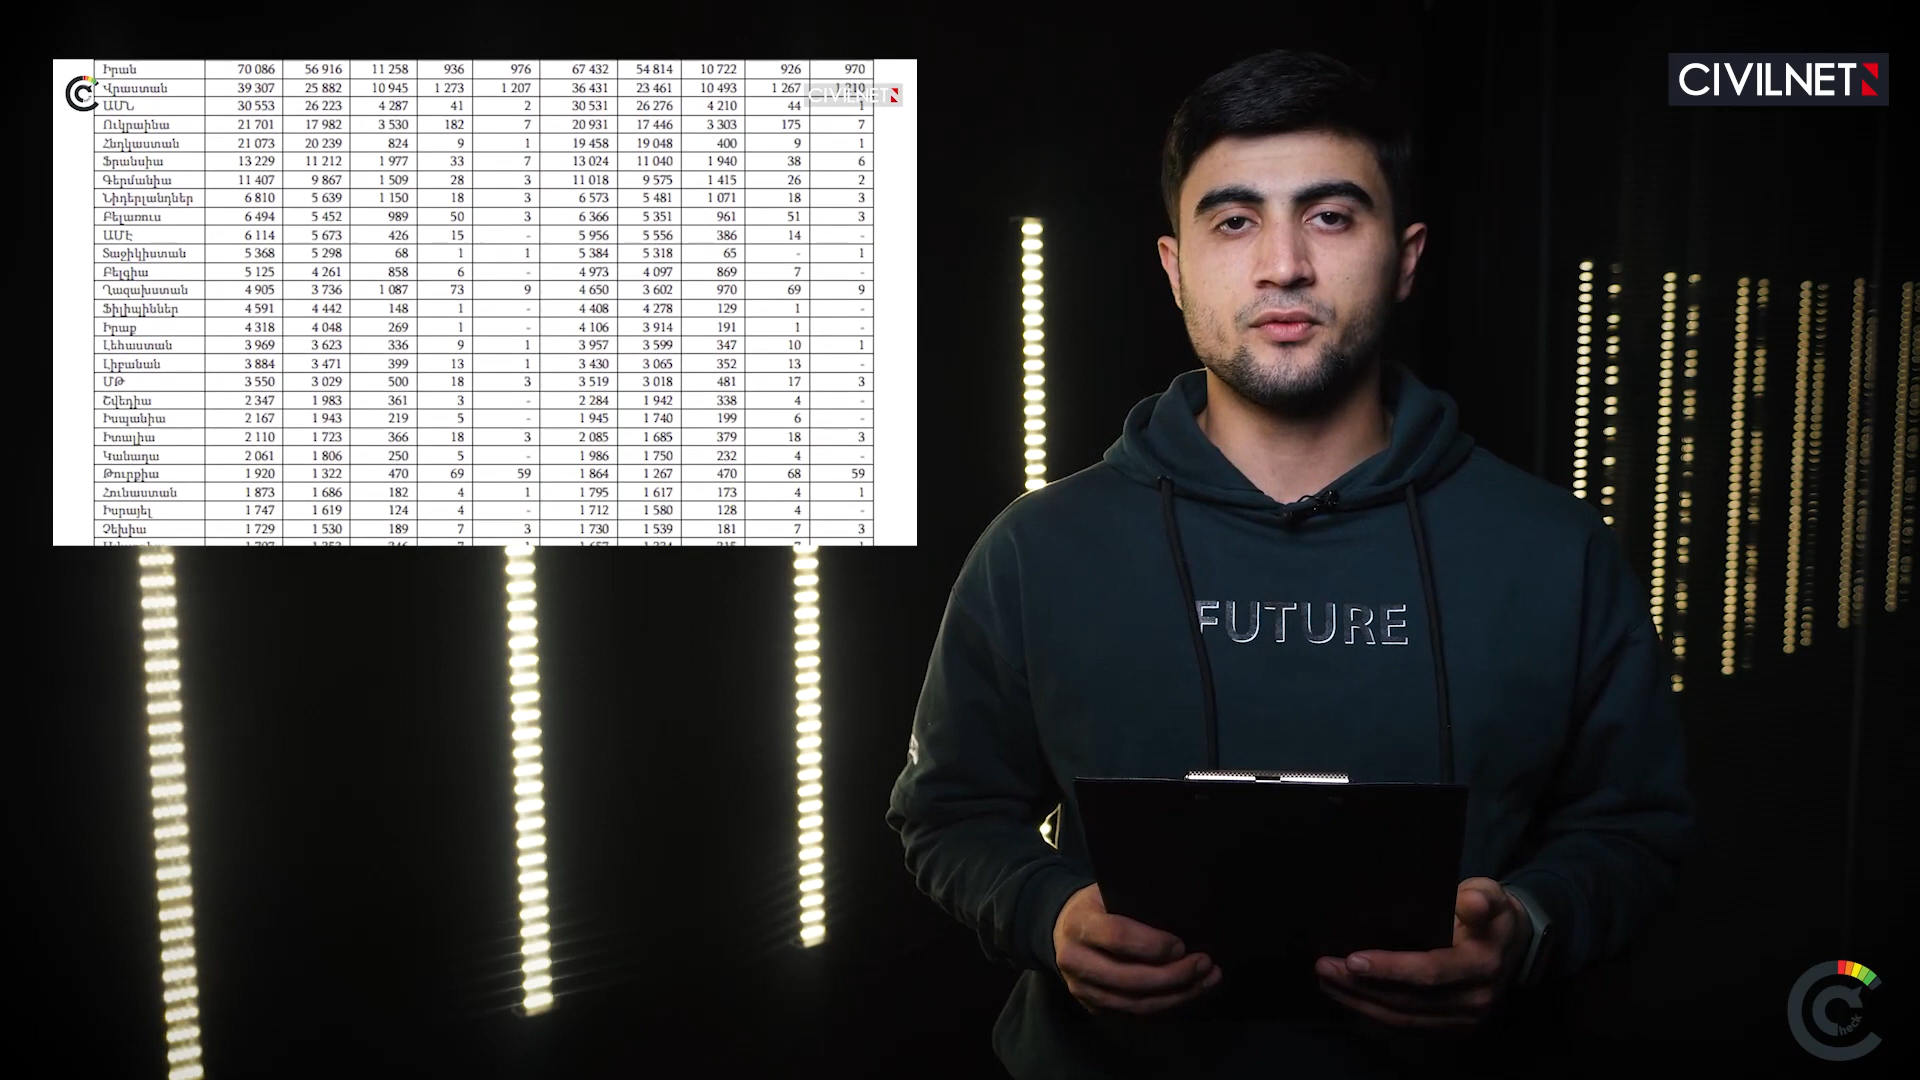 Իրան 70 086 56 916 11 258 936 976 67 432 54 814 10 722 926 970
Վրաստան 39 307 25 882 10 945 1 273 1 207 36 431 23 461 10 493 1 267 1 210
ԱՄՆ 30 553 26 223 4 287 41 2 30 531 26 276 4 210 44 1
Ուկրաինա 21 701 17 982 3 530 182 7 20 931 17 446 3 303 175 7
Հնդկաստան 21 073 20 239 824 9 1 19 458 19 048 400 9 1
Ֆրանսիա 13 229 11 212 1 977 33 7 13 024 11 040 1 940 38 6
Գերմանիա 11 407 9 867 1 509 28 3 11 018 9 575 1 415 26 2
Նիդերլանդներ 6 810 5 639 1 150 18 3 6 573 5 481 1 071 18 3
Բելառուս 6 494 5 452 989 50 3 6 366 5 351 961 51 3
ԱՄԷ 6 114 5 673 426 15 - 5 956 5 556 386 14 -
Տաջիկիստան 5 368 5 298 68 1 1 5 384 5 318 65 - 1
Բելգիա 5 125 4 261 858 6 - 4 973 4 097 869 7 -
Ղազախստան 4 905 3 736 1 087 73 9 4 650 3 602 970 69 9
Ֆիլիպիններ 4 591 4 442 148 1 - 4 408 4 278 129 1 -
Իրաք 4 318 4 048 269 1 - 4 106 3 914 191 1 -
Լեհաստան 3 969 3 623 336 9 1 3 957 3 599 347 10 1
Լիբանան 3 884 3 471 399 13 1 3 430 3 065 352 13 -
ՄԹ 3 550 3 029 500 18 3 3 519 3 018 481 17 3
Շվեդիա 2 347 1 983 361 3 - 2 284 1 942 338 4 -
Իսպանիա 2 167 1 943 219 5 - 1 945 1 740 199 6 -
Իտալիա 2 110 1 723 366 18 3 2 085 1 685 379 18 3
Կանադա 2 061 1 806 250 5 - 1 986 1 750 232 4 -
Թուրքիա 1 920 1 322 470 69 59 1 864 1 267 470 68 59
Հունաստան 1 873 1 686 182 4 1 1 795 1 617 173 4 1
Իսրայել 1 747 1 619 124 4 - 1 712 1 580 128 4 -
Չեխիա 1 729 1 530 189 7 3 1 730 1 539 181 7 3
CIVILNET
CIVILNET
FUTURE
Check